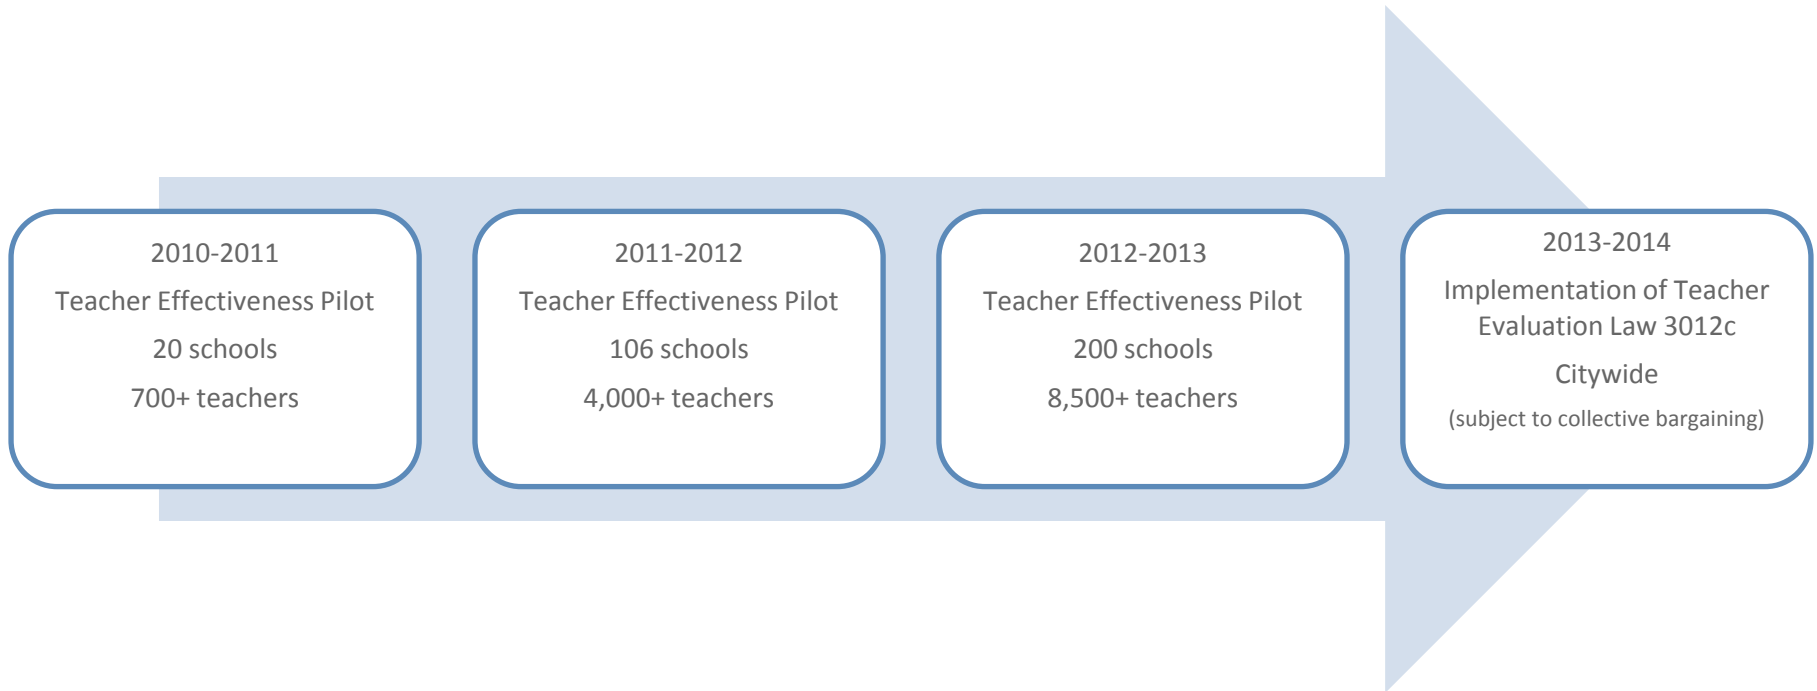 2010-2011
Teacher Effectiveness Pilot
20 schools
700+ teachers
2011-2012
Teacher Effectiveness Pilot
106 schools
4,000+ teachers
2012-2013
Teacher Effectiveness Pilot
200 schools
8,500+ teachers
2013-2014
Implementation of Teacher
Evaluation Law 3012c
Citywide
(subject to collective bargaining)